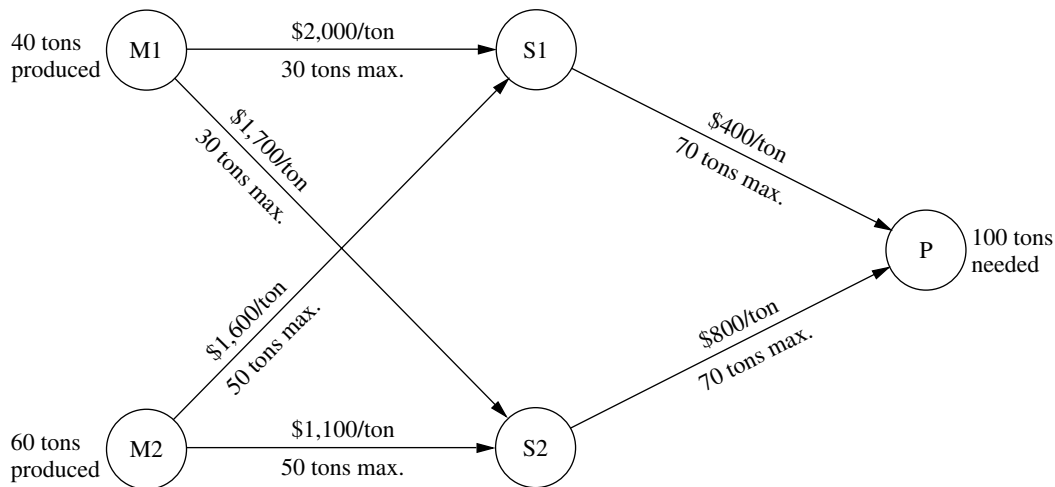 40 tons
produced
M1
$2,000/ton
30 tons max.
S1
$1,700/ton
30 tons max.
$400/ton
70 tons max.
P
100 tons
needed
$1,600/ton
50 tons max.
$800/ton
70 tons max.
60 tons
produced
M2
$1,100/ton
50 tons max.
S2